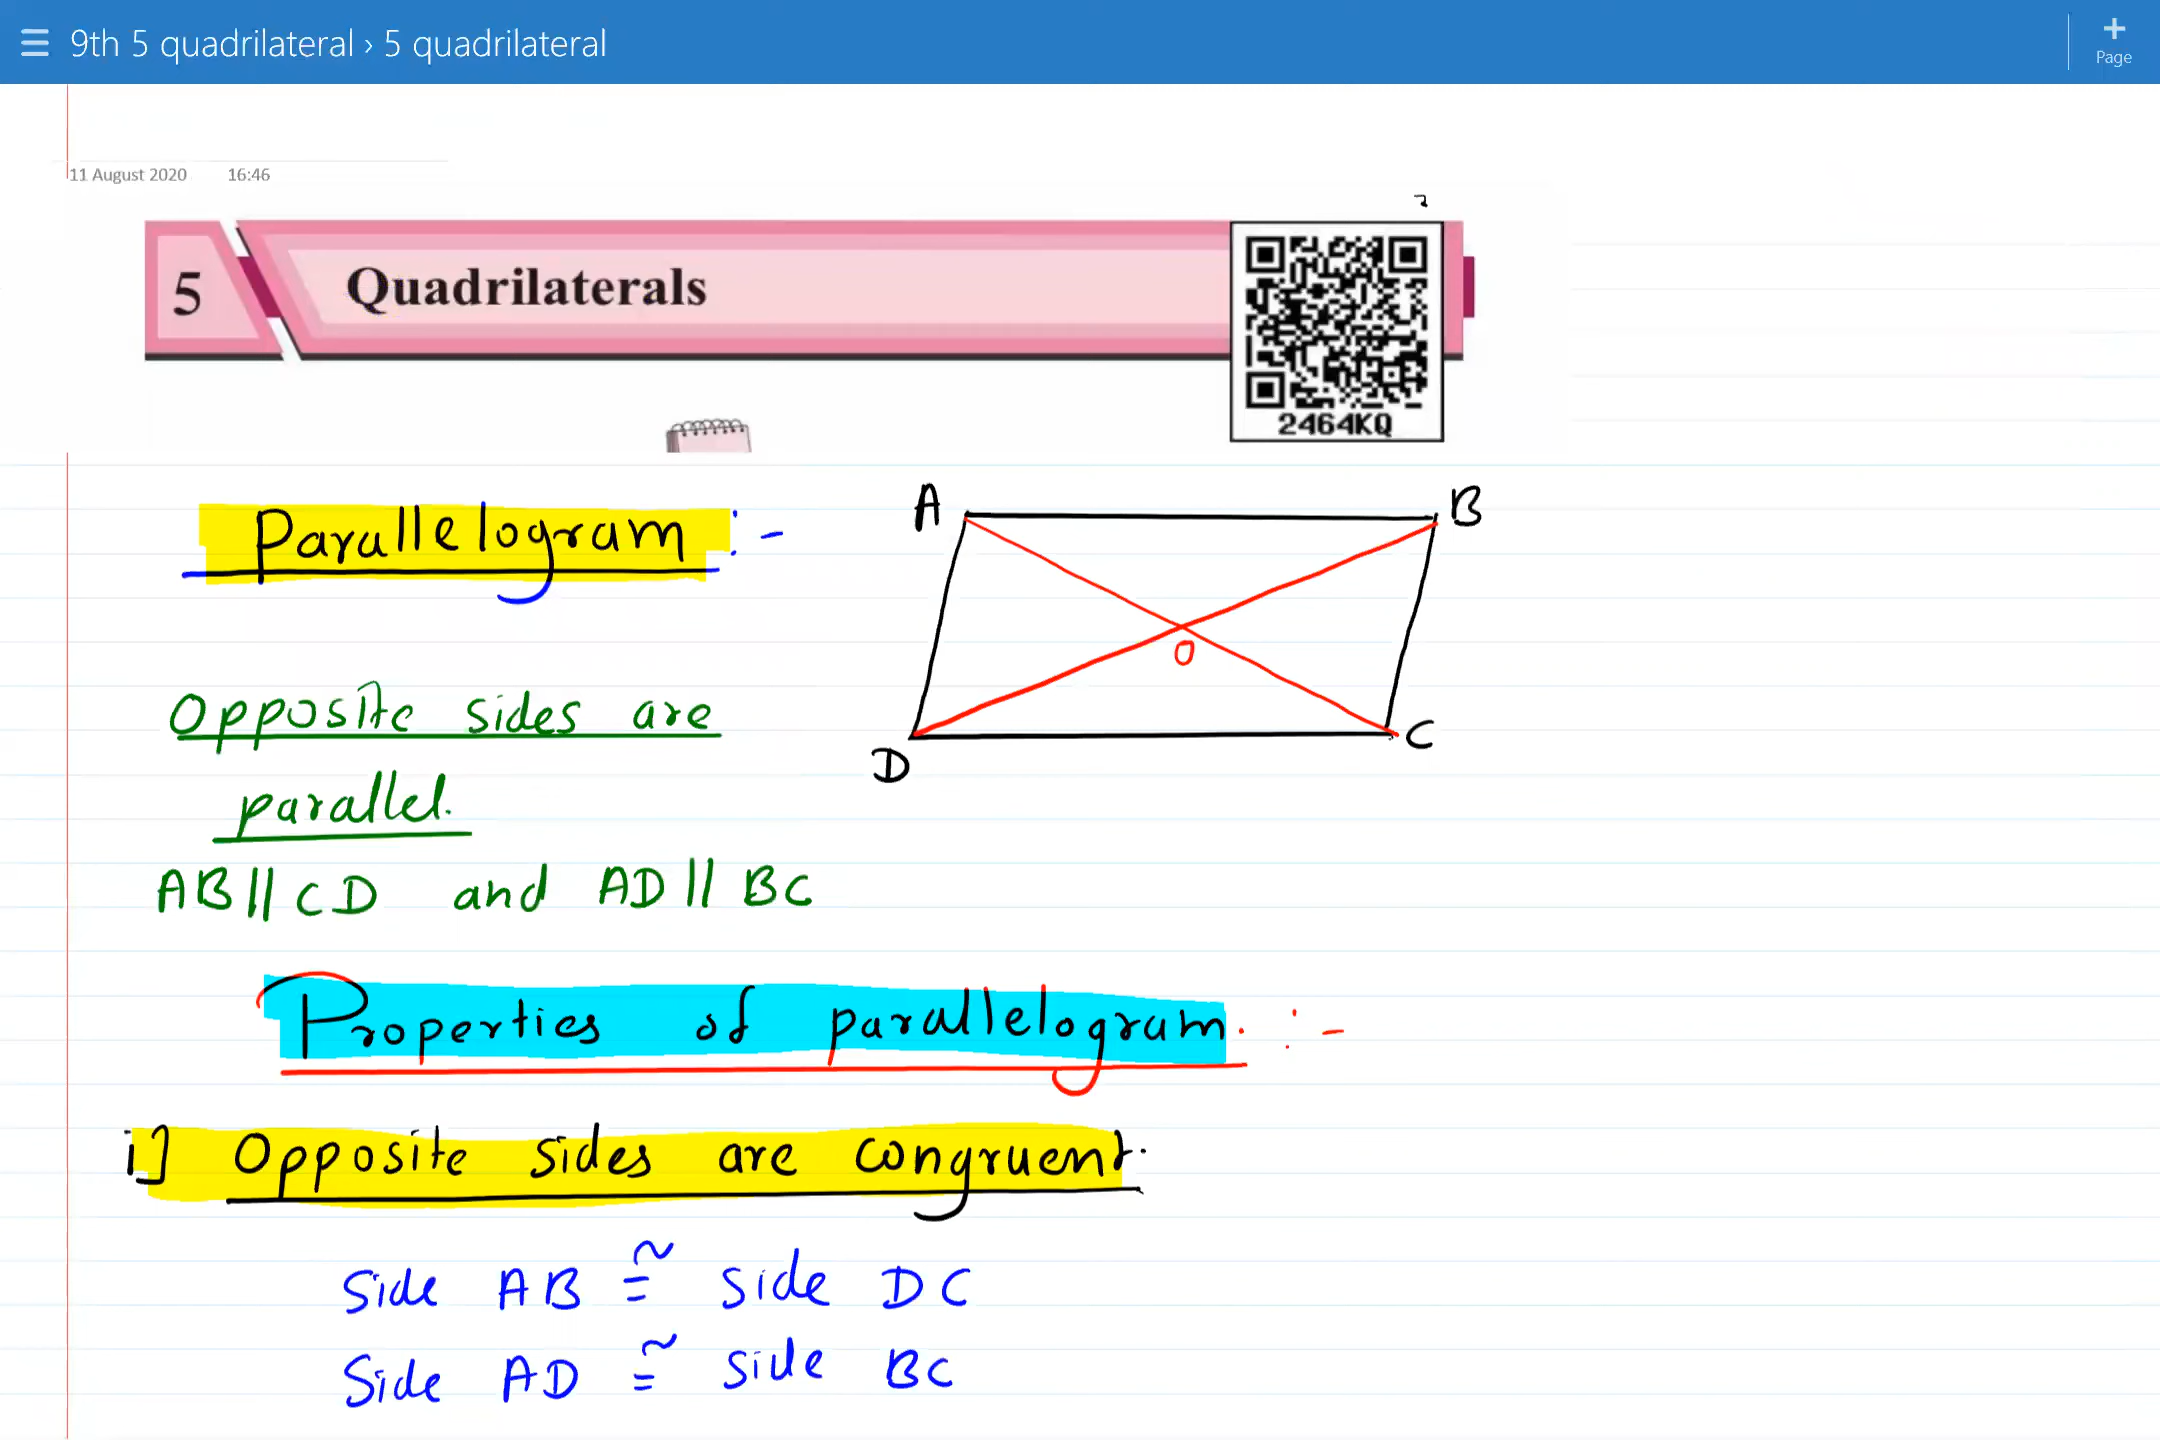 9th 5 quadrilateral › 5 quadrilateral
+
Page
11 August 2020 16:46
5 Quadrilaterals
2464KQ
Parallelogram :-
A B
O
D C
Opposite sides are
parallel.
AB || CD and AD || BC
Properties of parallelogram. :-
i] Opposite sides are congruent.
Side AB ≅ side DC
Side AD ≅ side BC